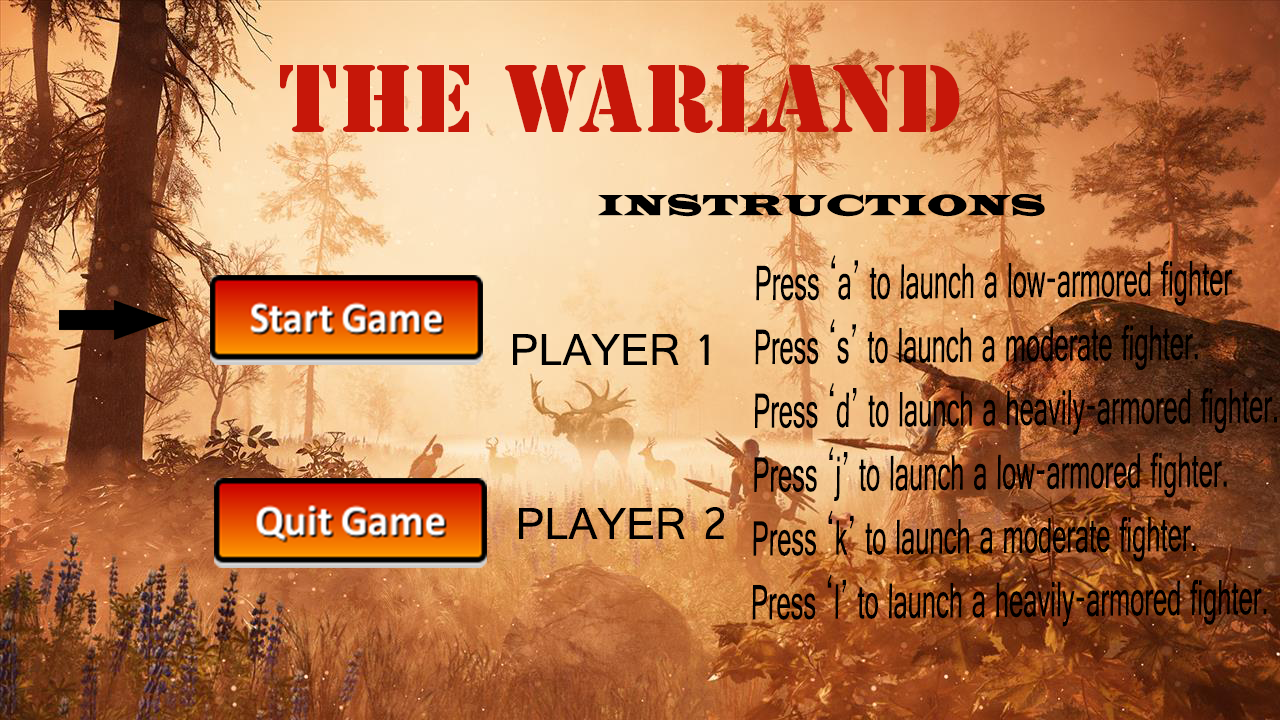 THE WARLAND
INSTRUCTIONS
Start Game
PLAYER 1
Press ‘a’ to launch a low-armored fighter
Press ‘s’ to launch a moderate fighter.
Press ‘d’ to launch a heavily-armored fighter.
Quit Game
PLAYER 2
Press ‘j’ to launch a low-armored fighter.
Press ‘k’ to launch a moderate fighter.
Press ‘l’ to launch a heavily-armored fighter.